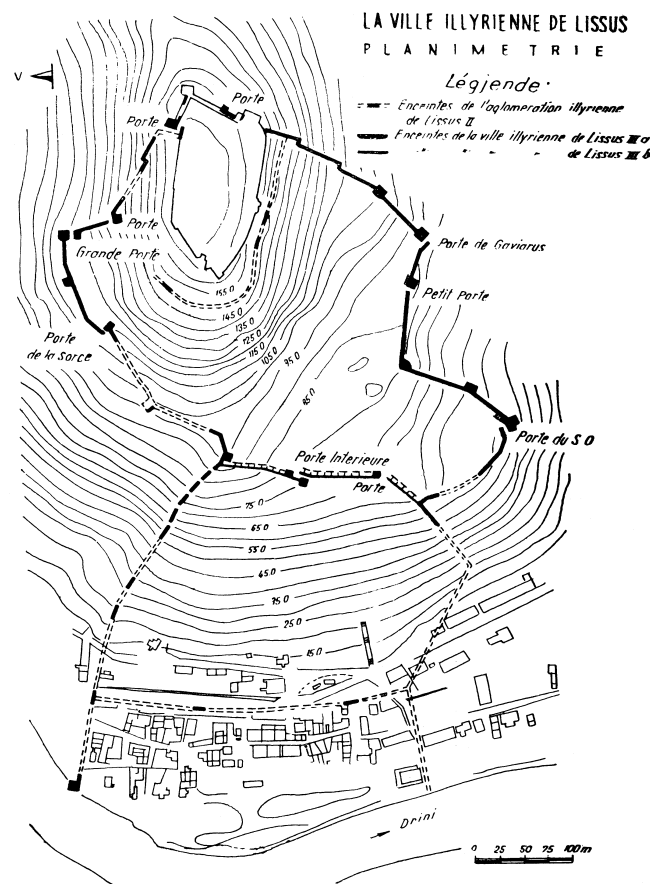 LA VILLE ILLYRIENNE DE LISSUS
PLANIMETRIE
V
Légiende.
Enceintes de l'aglomeration illyrienne
de Lissus II
Enceintes de la ville illyrienne de Lissus III a
" " " " de Lissus III b
Porte
Porte
Porte
Grande Porte
Porte de Gaviarus
Petit Porte
155.0
145.0
135.0
125.0
115.0
105.0
95.0
85.0
Porte
de la Sorce
Porte du S.O
Porte Interieure
Porte
75.0
65.0
55.0
45.0
35.0
25.0
15.0
Drini
0 25 50 75 100m